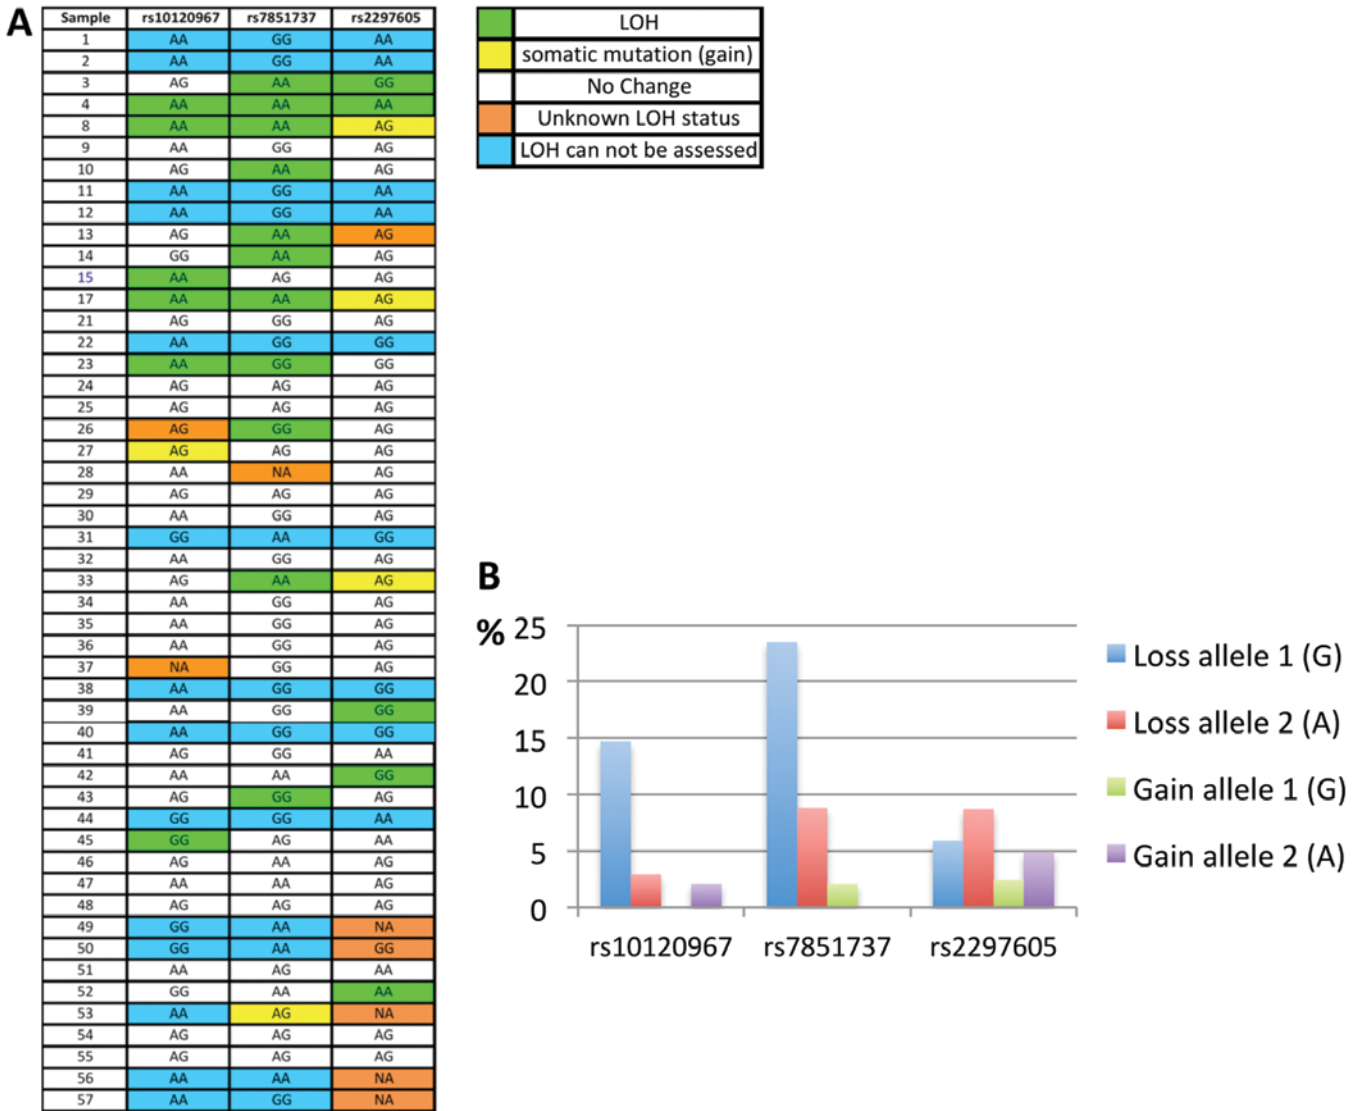 A
Sample rs10120967 rs7851737 rs2297605
1 AA GG AA
2 AA GG AA
3 AG AA GG
4 AA AA AA
8 AA AA AG
9 AA GG AG
10 AG AA AG
11 AA GG AA
12 AA GG AA
13 AG AA AG
14 GG AA AG
15 AA AG AG
17 AA AA AG
21 AG GG AG
22 AA GG GG
23 AA GG GG
24 AG AG AG
25 AG AG AG
26 AG GG AG
27 AG AG AG
28 AA NA AG
29 AG AG AG
30 AA GG AG
31 GG AA GG
32 AA GG AG
33 AG AA AG
34 AA GG AG
35 AA GG AG
36 AA GG AG
37 NA GG AG
38 AA GG GG
39 AA GG GG
40 AA GG GG
41 AG GG AA
42 AA AA GG
43 AG GG AG
44 GG GG AA
45 GG AG AA
46 AG AA AG
47 AA AA AG
48 AG AG AG
49 GG AA NA
50 GG AA GG
51 AA AG AA
52 GG AA AA
53 AA AG NA
54 AG AG AG
55 AG AG AG
56 AA AA NA
57 AA GG NA
LOH
somatic mutation (gain)
No Change
Unknown LOH status
LOH can not be assessed
B
% 25
20
15
10
5
0
rs10120967 rs7851737 rs2297605
Loss allele 1 (G)
Loss allele 2 (A)
Gain allele 1 (G)
Gain allele 2 (A)